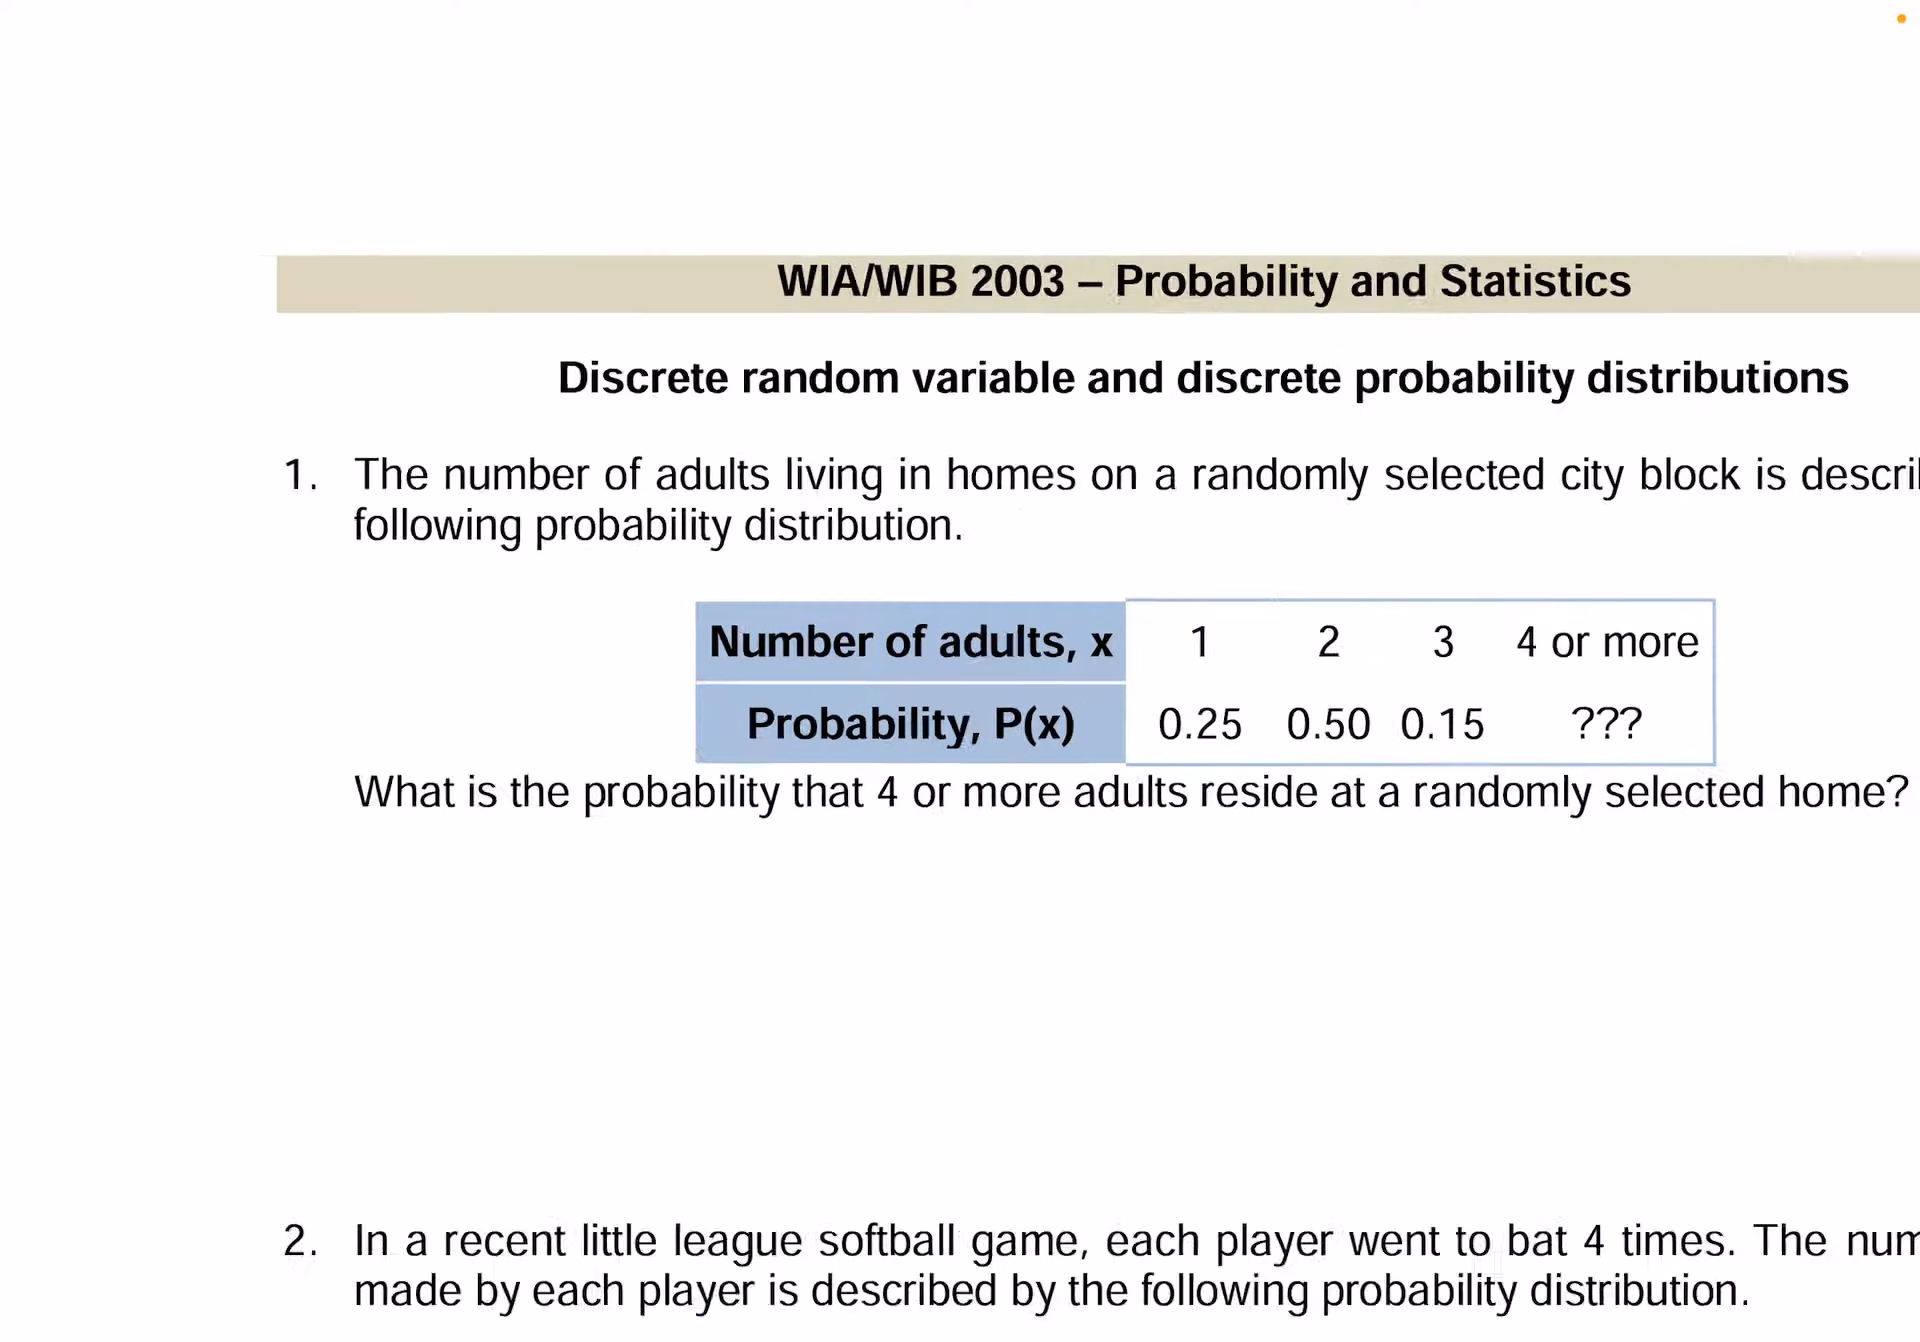 WIA/WIB 2003 – Probability and Statistics
Discrete random variable and discrete probability distributions
1. The number of adults living in homes on a randomly selected city block is
following probability distribution.
Number of adults, x 1 2 3 4 or more
Probability, P(x) 0.25 0.50 0.15 ???
What is the probability that 4 or more adults reside at a randomly selected home?
2. In a recent little league softball game, each player went to bat 4 times. The
made by each player is described by the following probability distribution.